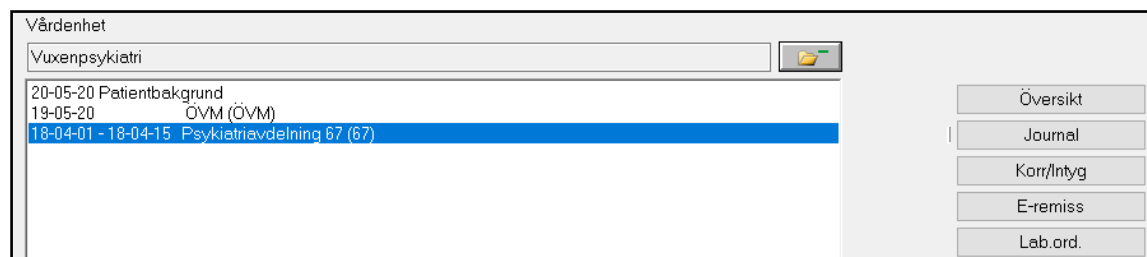 Vårdenhet
Vuxenpsykiatri
20-05-20 Patientbakgrund
19-05-20 ÖVM (ÖVM)
18-04-01 - 18-04-15 Psykiatriavdelning 67 (67)
Översikt
Journal
Korr/Intyg
E-remiss
Lab.ord.